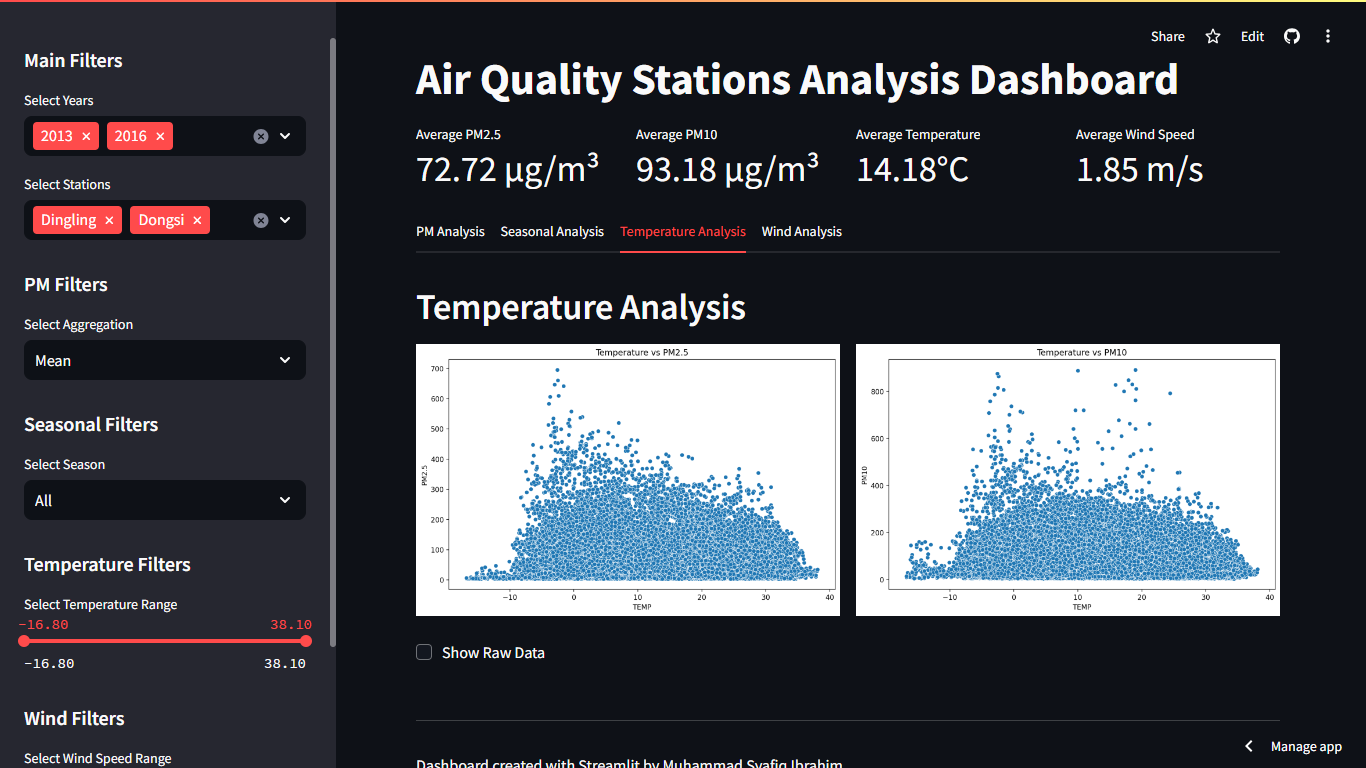 Main Filters
Select Years
2013 × 2016 ×
Select Stations
Dingling × Dongsi ×
PM Filters
Select Aggregation
Mean
Seasonal Filters
Select Season
All
Temperature Filters
Select Temperature Range
-16.80 38.10
-16.80 38.10
Wind Filters
Select Wind Speed Range
Share Edit
Air Quality Stations Analysis Dashboard
Average PM2.5
72.72 µg/m³
Average PM10
93.18 µg/m³
Average Temperature
14.18°C
Average Wind Speed
1.85 m/s
PM Analysis Seasonal Analysis Temperature Analysis Wind Analysis
Temperature Analysis
Temperature vs PM2.5
PM2.5
700
600
500
400
300
200
100
0
−10 0 10 20 30 40
TEMP
Temperature vs PM10
PM10
800
600
400
200
0
−10 0 10 20 30 40
TEMP
Show Raw Data
Dashboard created with Streamlit by Muhammad Syafiq Ibrahim
Manage app